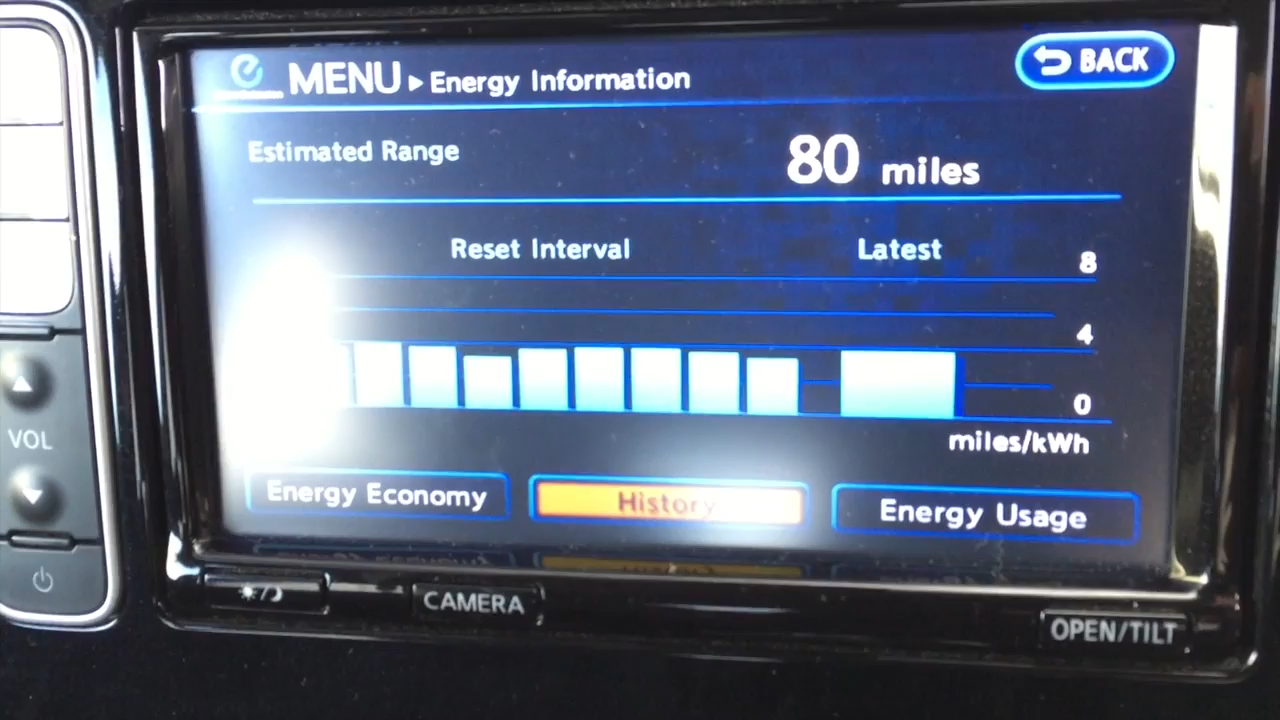 MENU ▸ Energy Information
BACK
Estimated Range
80 miles
Reset Interval
Latest
8
4
0
miles/kWh
Energy Economy
History
Energy Usage
VOL
CAMERA
OPEN/TILT